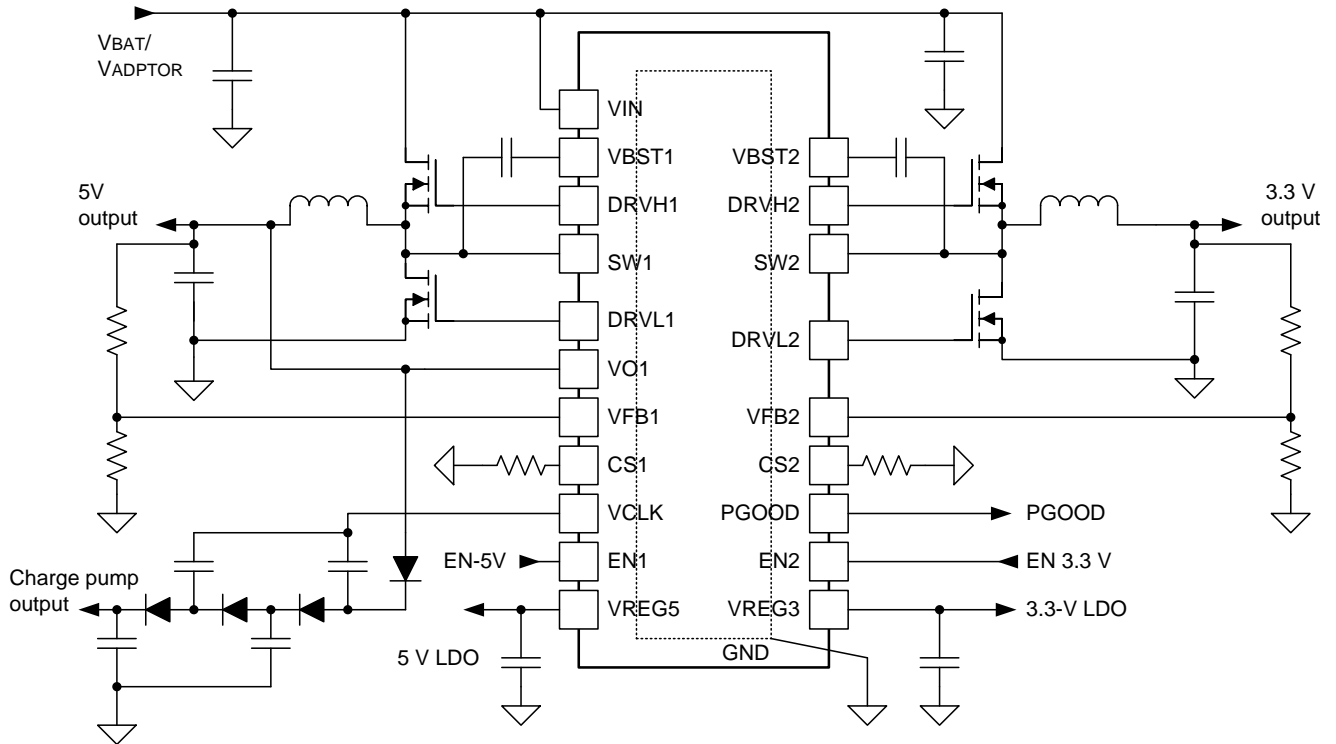 VBAT/
VADPTOR
VIN
VBST1
VBST2
5V
output
DRVH1
DRVH2
3.3 V
output
SW1
SW2
DRVL1
DRVL2
VO1
VFB1
VFB2
CS1
CS2
VCLK
PGOOD
PGOOD
EN-5V
EN1
EN2
EN 3.3 V
Charge pump
output
VREG5
VREG3
3.3-V LDO
5 V LDO
GND